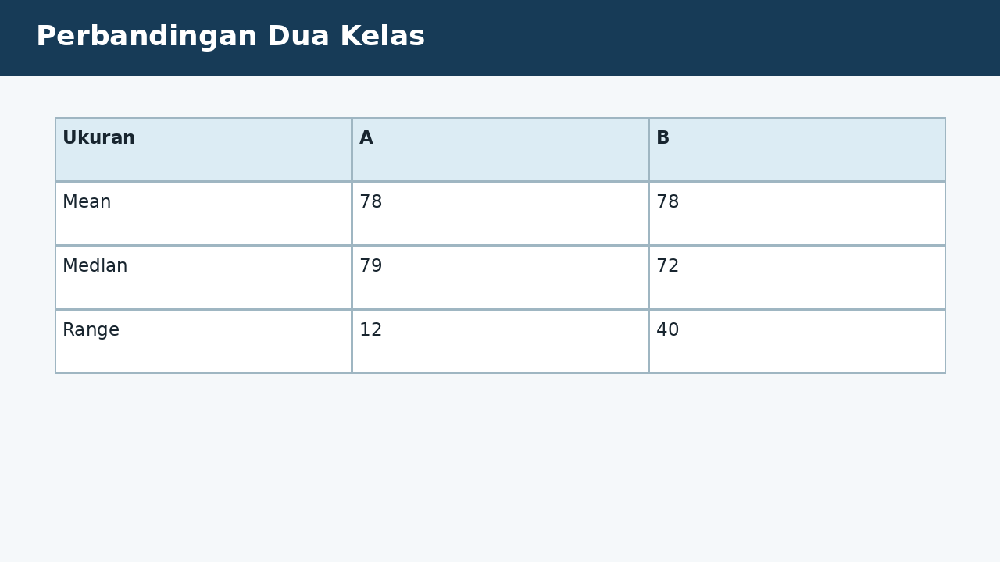 Perbandingan Dua Kelas
Ukuran A B
Mean 78 78
Median 79 72
Range 12 40